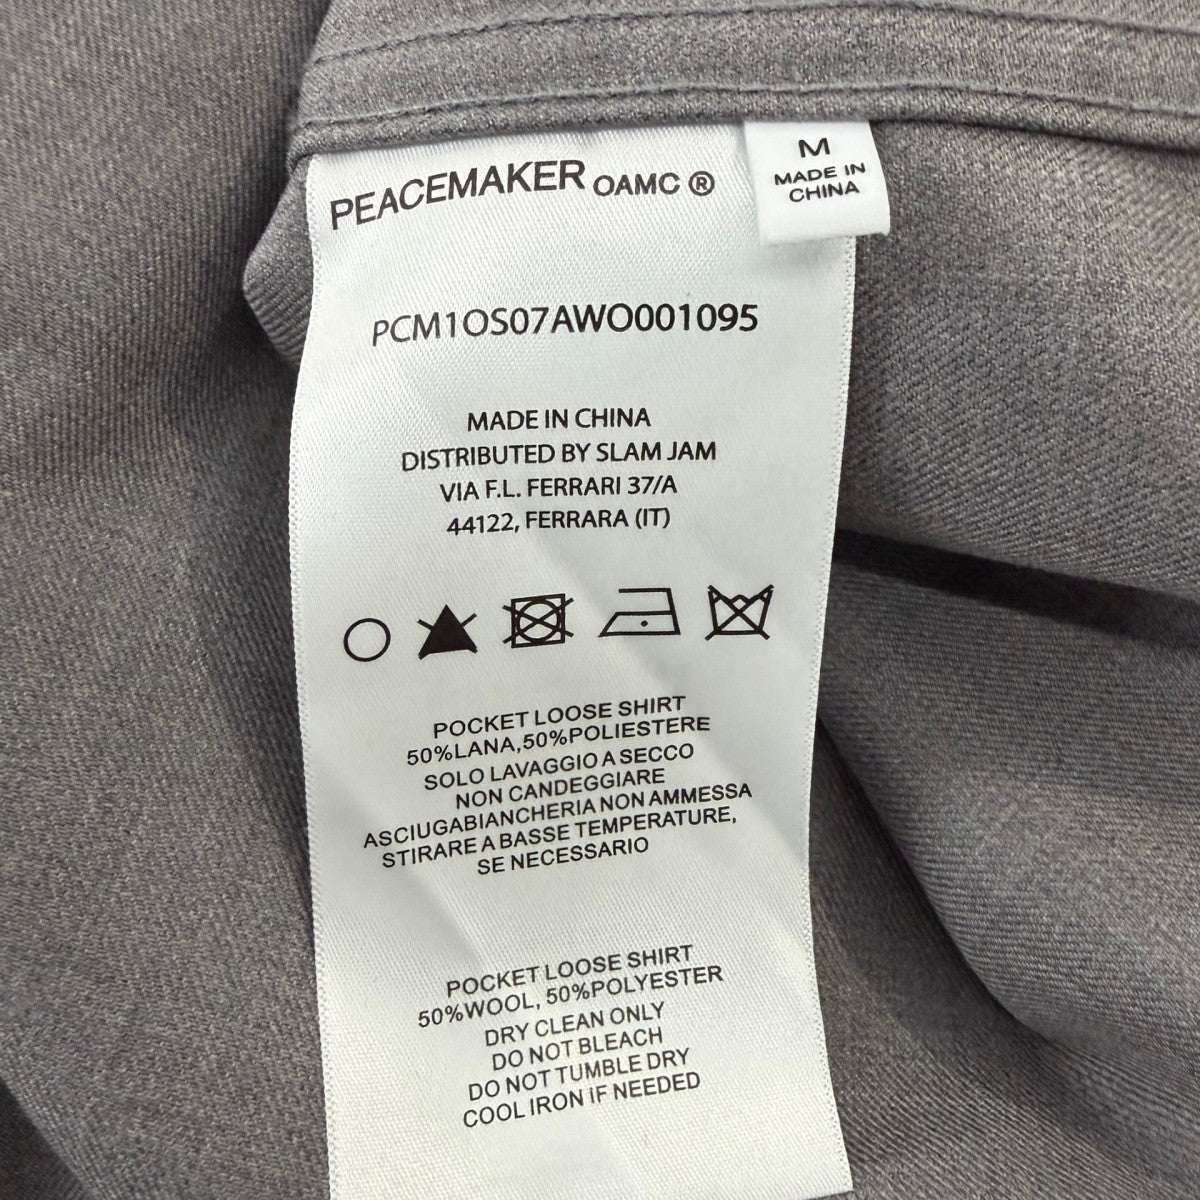 PEACEMAKER OAMC ®
M
MADE IN
CHINA
PCM1OS07AWO001095
MADE IN CHINA
DISTRIBUTED BY SLAM JAM
VIA F.L. FERRARI 37/A
44122, FERRARA (IT)
POCKET LOOSE SHIRT
50%LANA,50%POLIESTERE
SOLO LAVAGGIO A SECCO
NON CANDEGGIARE
ASCIUGABIANCHERIA NON AMMESSA
STIRARE A BASSE TEMPERATURE,
SE NECESSARIO
POCKET LOOSE SHIRT
50%WOOL, 50%POLYESTER
DRY CLEAN ONLY
DO NOT BLEACH
DO NOT TUMBLE DRY
COOL IRON IF NEEDED